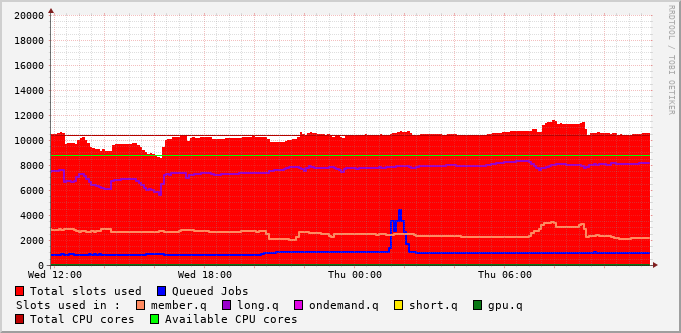 20000
18000
16000
14000
12000
10000
8000
6000
4000
2000
0
Wed 12:00 Wed 18:00 Thu 00:00 Thu 06:00
Total slots used Queued Jobs
Slots used in : member.q long.q ondemand.q short.q gpu.q
Total CPU cores Available CPU cores
RRDTOOL / TOBI OETIKER